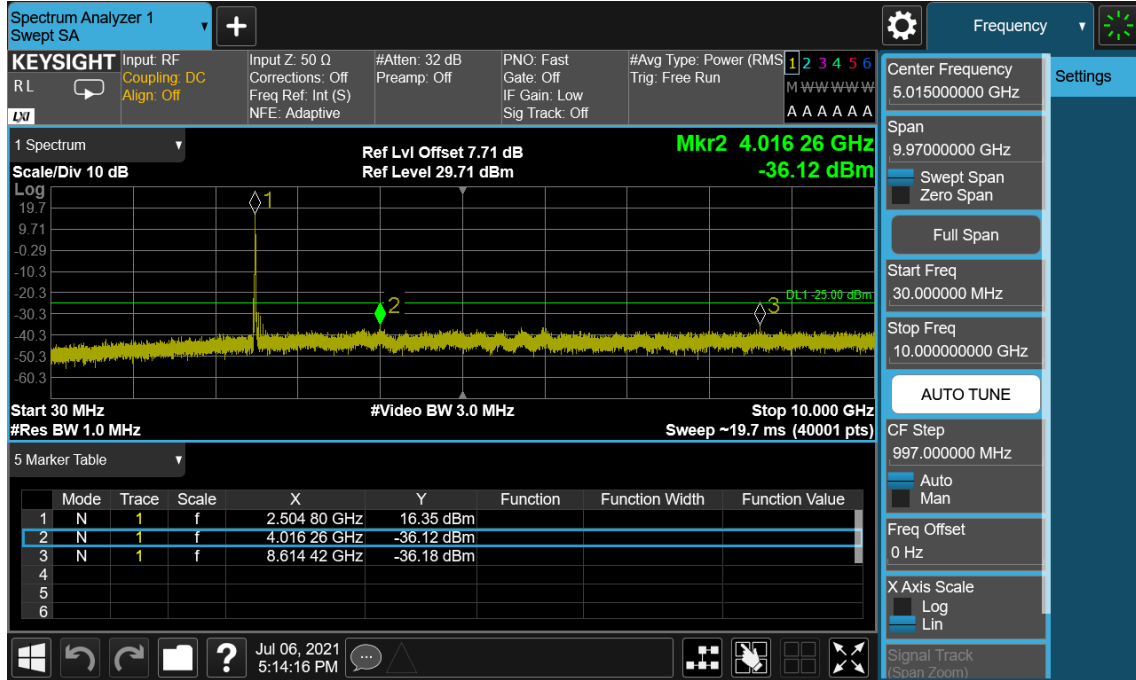 Spectrum Analyzer 1
Swept SA
+
Frequency
KEYSIGHT
R L
LXI
Input: RF
Coupling: DC
Align: Off
Input Z: 50 Ω
Corrections: Off
Freq Ref: Int (S)
NFE: Adaptive
#Atten: 32 dB
Preamp: Off
PNO: Fast
Gate: Off
IF Gain: Low
Sig Track: Off
#Avg Type: Power (RMS
Trig: Free Run
1 2 3 4 5 6
M W W W W W
A A A A A A
1 Spectrum
Scale/Div 10 dB
Ref Lvl Offset 7.71 dB
Ref Level 29.71 dBm
Mkr2 4.016 26 GHz
-36.12 dBm
Log
19.7
9.71
-0.29
-10.3
-20.3
-30.3
-40.3
-50.3
-60.3
1
2
3
DL1 -25.00 dBm
Start 30 MHz
#Res BW 1.0 MHz
#Video BW 3.0 MHz
Stop 10.000 GHz
Sweep ~19.7 ms (40001 pts)
5 Marker Table
Mode Trace Scale X Y Function Function Width Function Value
1 N 1 f 2.504 80 GHz 16.35 dBm
2 N 1 f 4.016 26 GHz -36.12 dBm
3 N 1 f 8.614 42 GHz -36.18 dBm
4
5
6
?
Jul 06, 2021
5:14:16 PM
Center Frequency
5.015000000 GHz
Span
9.97000000 GHz
Swept Span
Zero Span
Full Span
Start Freq
30.000000 MHz
Stop Freq
10.000000000 GHz
AUTO TUNE
CF Step
997.000000 MHz
Auto
Man
Freq Offset
0 Hz
X Axis Scale
Log
Lin
Signal Track
(Span Zoom)
Settings